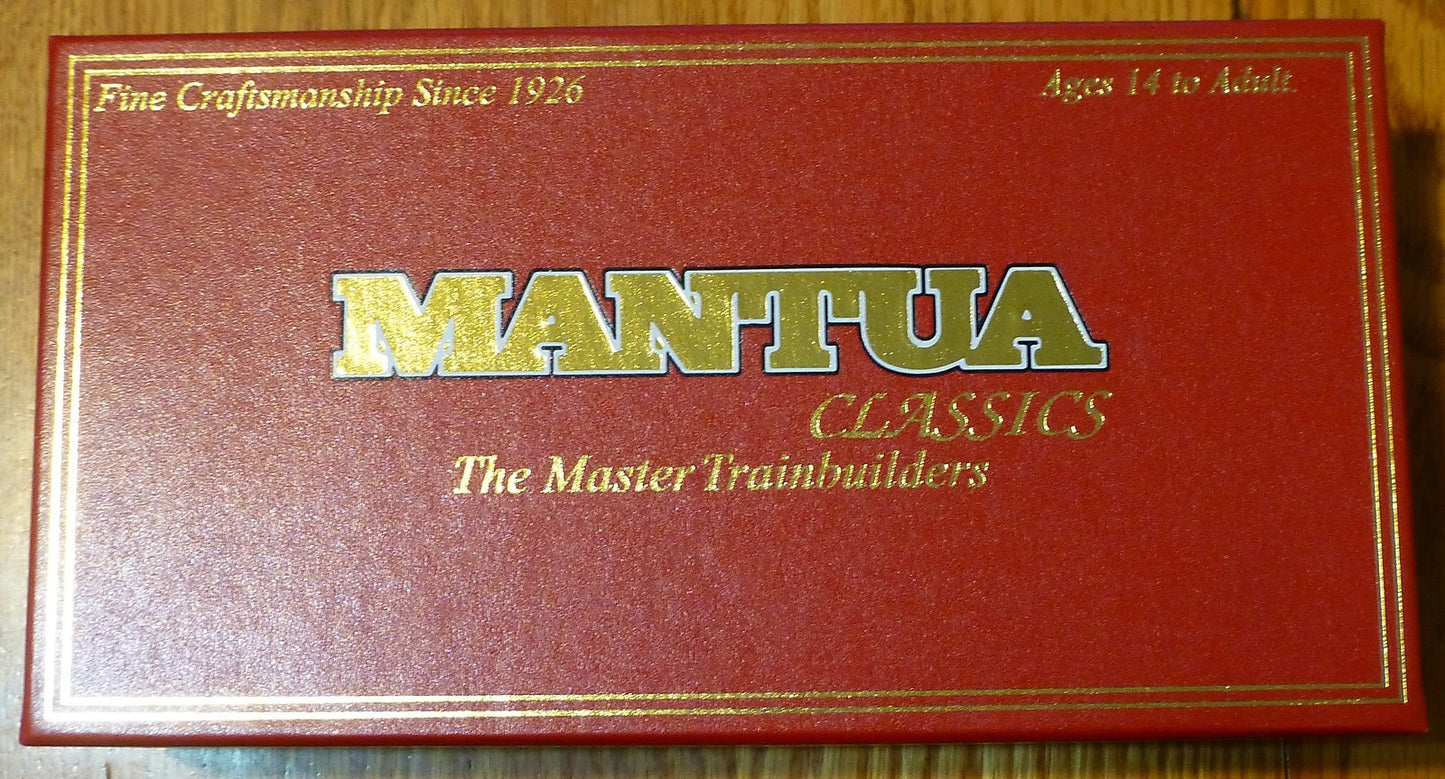 Fine Craftsmanship Since 1926
Ages 14 to Adult.
MANTUA
CLASSICS
The Master Trainbuilders